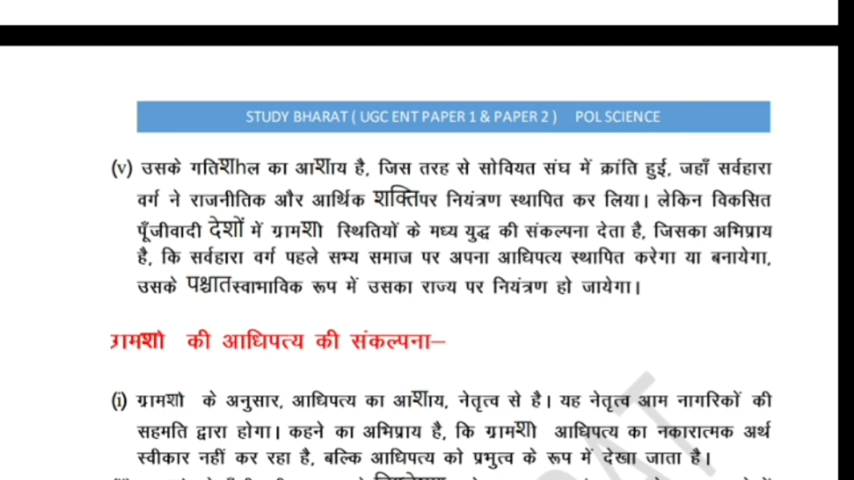 STUDY BHARAT ( UGC ENT PAPER 1 & PAPER 2 ) POL SCIENCE
(v) उसके गतिशhल का आशाय है, जिस तरह से सोवियत संघ में क्रांति हुई, जहाँ सर्वहारा
वर्ग ने राजनीतिक और आर्थिक शक्तिपर नियंत्रण स्थापित कर लिया। लेकिन विकसित
पूँजीवादी देशों में ग्रामशी स्थितियों के मध्य युद्ध की संकल्पना देता है, जिसका अभिप्राय
है, कि सर्वहारा वर्ग पहले सभ्य समाज पर अपना आधिपत्य स्थापित करेगा या बनायेगा,
उसके पश्चातस्वाभाविक रूप में उसका राज्य पर नियंत्रण हो जायेगा।
ग्रामशी की आधिपत्य की संकल्पना–
(i) ग्रामशी के अनुसार, आधिपत्य का आशाय, नेतृत्व से है। यह नेतृत्व आम नागरिकों की
सहमति द्वारा होगा। कहने का अभिप्राय है, कि ग्रामशी आधिपत्य का नकारात्मक अर्थ
स्वीकार नहीं कर रहा है, बल्कि आधिपत्य को प्रभुत्व के रूप में देखा जाता है।